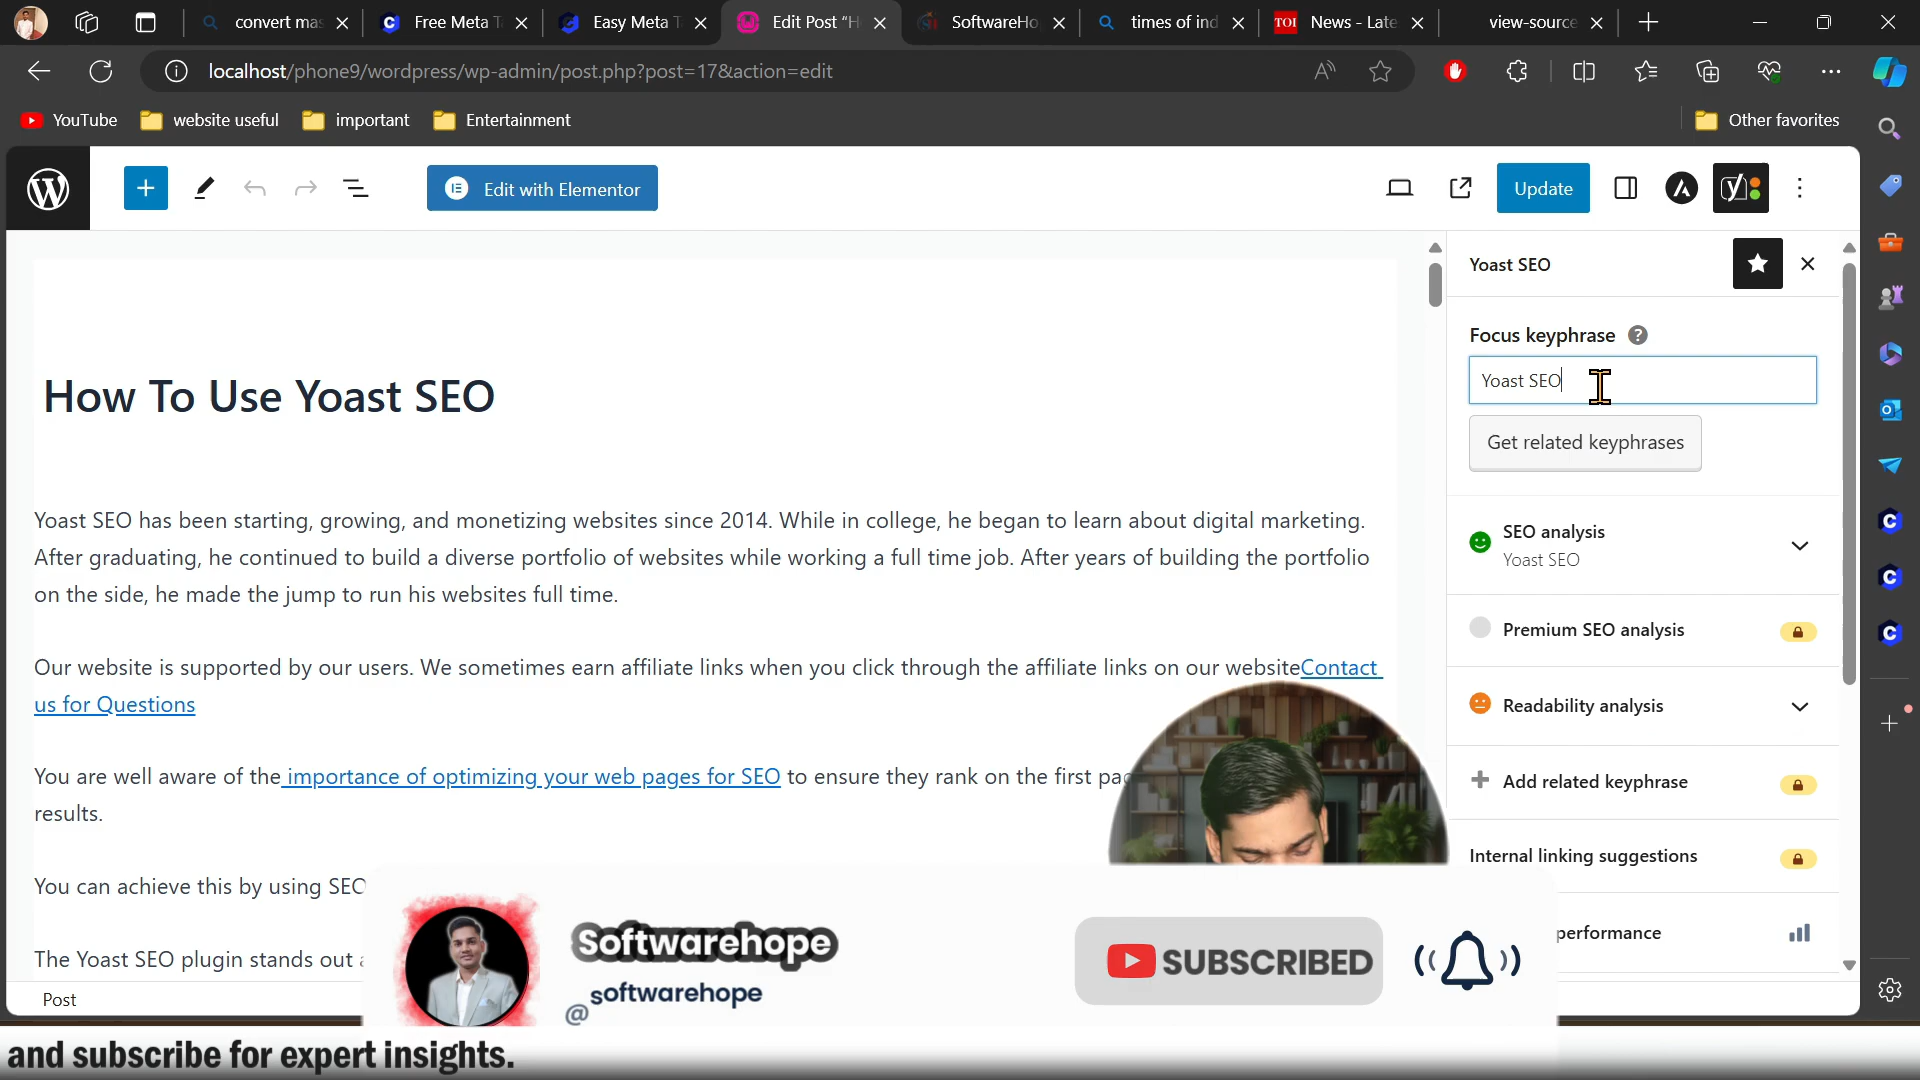 convert mas
Free Meta T
Easy Meta T
Edit Post "H
SoftwareHo
times of ind
TOI
News - Late
view-source
localhost/phone9/wordpress/wp-admin/post.php?post=17&action=edit
YouTube
website useful
important
Entertainment
Other favorites
Edit with Elementor
Update
Yoast SEO
Focus keyphrase
Yoast SEO
Get related keyphrases
SEO analysis
Yoast SEO
Premium SEO analysis
Readability analysis
Add related keyphrase
Internal linking suggestions
performance
How To Use Yoast SEO
Yoast SEO has been starting, growing, and monetizing websites since 2014. While in college, he began to learn about digital marketing.
After graduating, he continued to build a diverse portfolio of websites while working a full time job. After years of building the portfolio
on the side, he made the jump to run his websites full time.
Our website is supported by our users. We sometimes earn affiliate links when you click through the affiliate links on our websiteContact
us for Questions
You are well aware of the importance of optimizing your web pages for SEO to ensure they rank on the first
results.
You can achieve this by using SEO
The Yoast SEO plugin stands out
Post
Softwarehope
@softwarehope
SUBSCRIBED
and subscribe for expert insights.